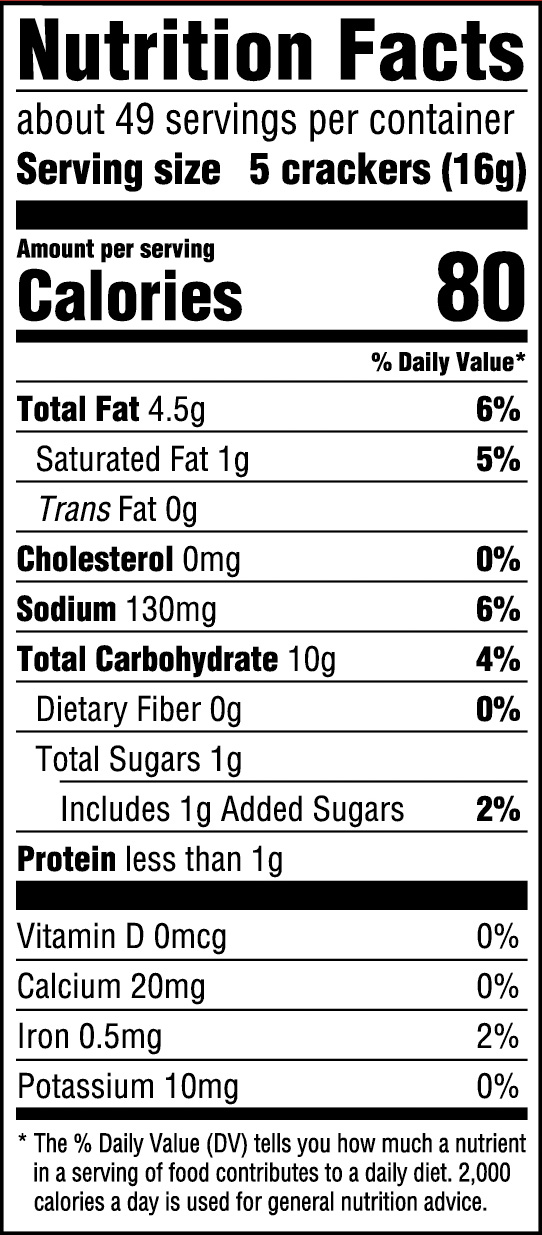 Nutrition Facts
about 49 servings per container
Serving size 5 crackers (16g)
Amount per serving
Calories 80
% Daily Value*
Total Fat 4.5g 6%
Saturated Fat 1g 5%
Trans Fat 0g
Cholesterol 0mg 0%
Sodium 130mg 6%
Total Carbohydrate 10g 4%
Dietary Fiber 0g 0%
Total Sugars 1g
Includes 1g Added Sugars 2%
Protein less than 1g
Vitamin D 0mcg 0%
Calcium 20mg 0%
Iron 0.5mg 2%
Potassium 10mg 0%
* The % Daily Value (DV) tells you how much a nutrient
in a serving of food contributes to a daily diet. 2,000
calories a day is used for general nutrition advice.